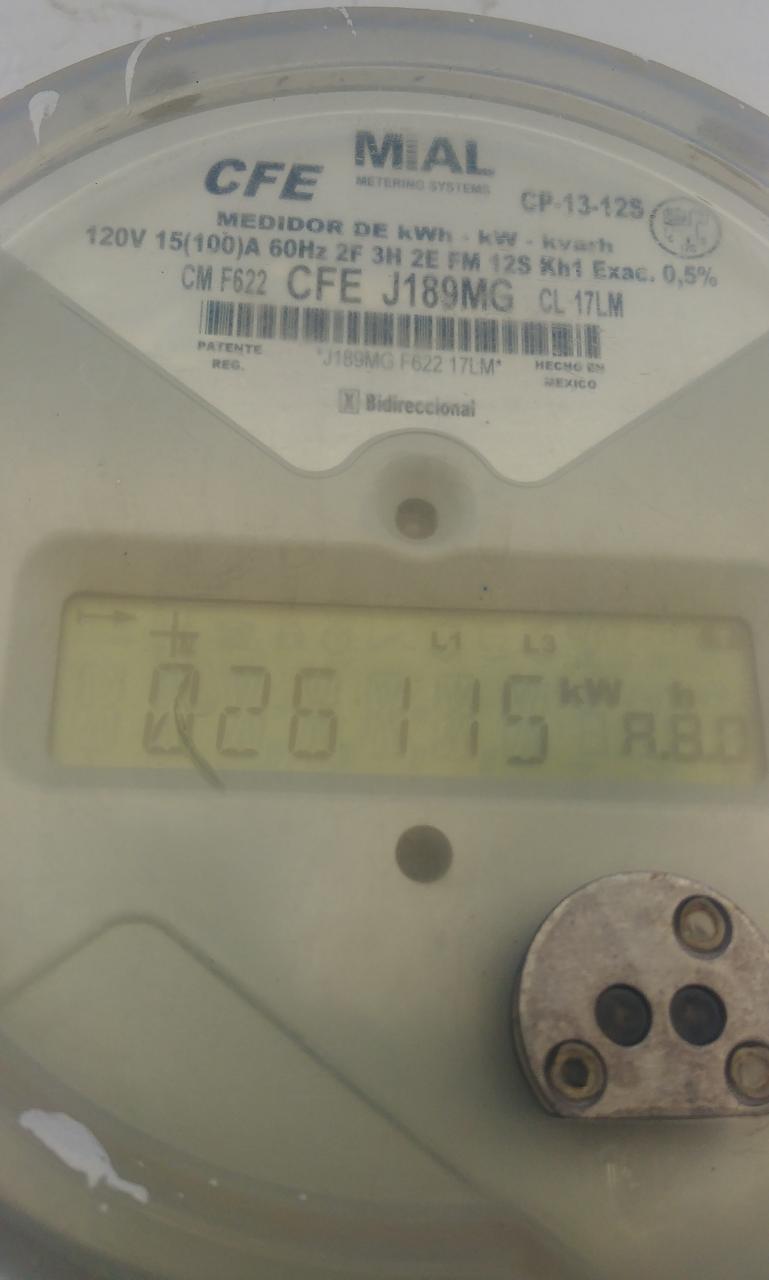 MIAL
METERING SYSTEMS
CFE
CP-13-12S
MEDIDOR DE kWh - kW - kvarh
120V 15(100)A 60Hz 2F 3H 2E FM 12S Kh1 Exac. 0,5%
CM F622 CFE J189MG CL 17LM
PATENTE REG.
*J189MG F622 17LM*
HECHO EN MEXICO
X Bidireccional
L1 L3
026115 kWh